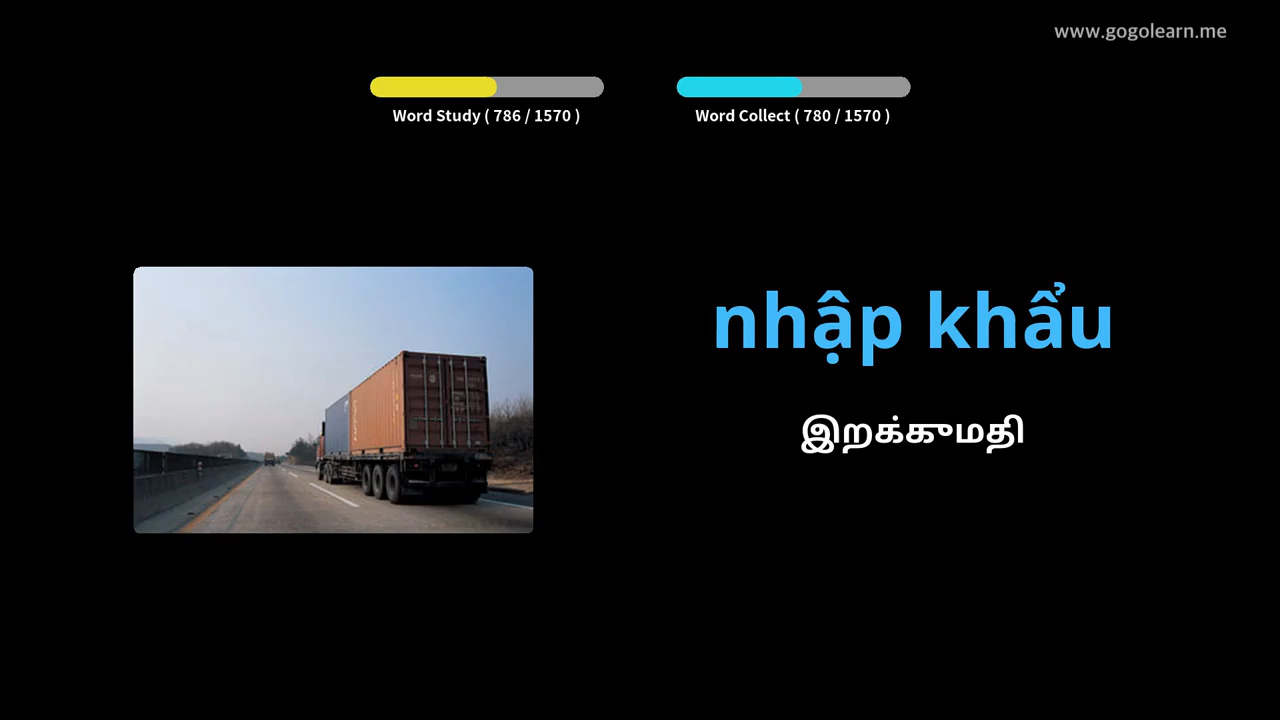 www.gogolearn.me
Word Study ( 786 / 1570 )
Word Collect ( 780 / 1570 )
nhập khẩu
இறக்குமதி